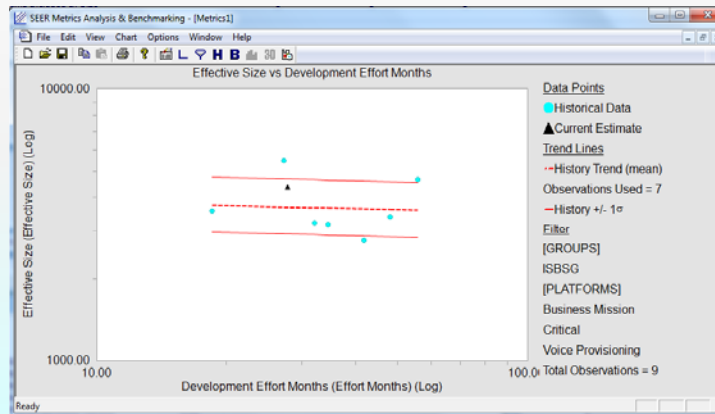 SEER Metrics Analysis & Benchmarking - [Metrics1]
File Edit View Chart Options Window Help
L H B
Effective Size vs Development Effort Months
10000.00
Effective Size (Effective Size) (Log)
1000.00
10.00
100.0
Development Effort Months (Effort Months) (Log)
Data Points
Historical Data
Current Estimate
Trend Lines
History Trend (mean)
Observations Used = 7
History +/- 1σ
Filter
[GROUPS]
ISBSG
[PLATFORMS]
Business Mission
Critical
Voice Provisioning
Total Observations = 9
Ready